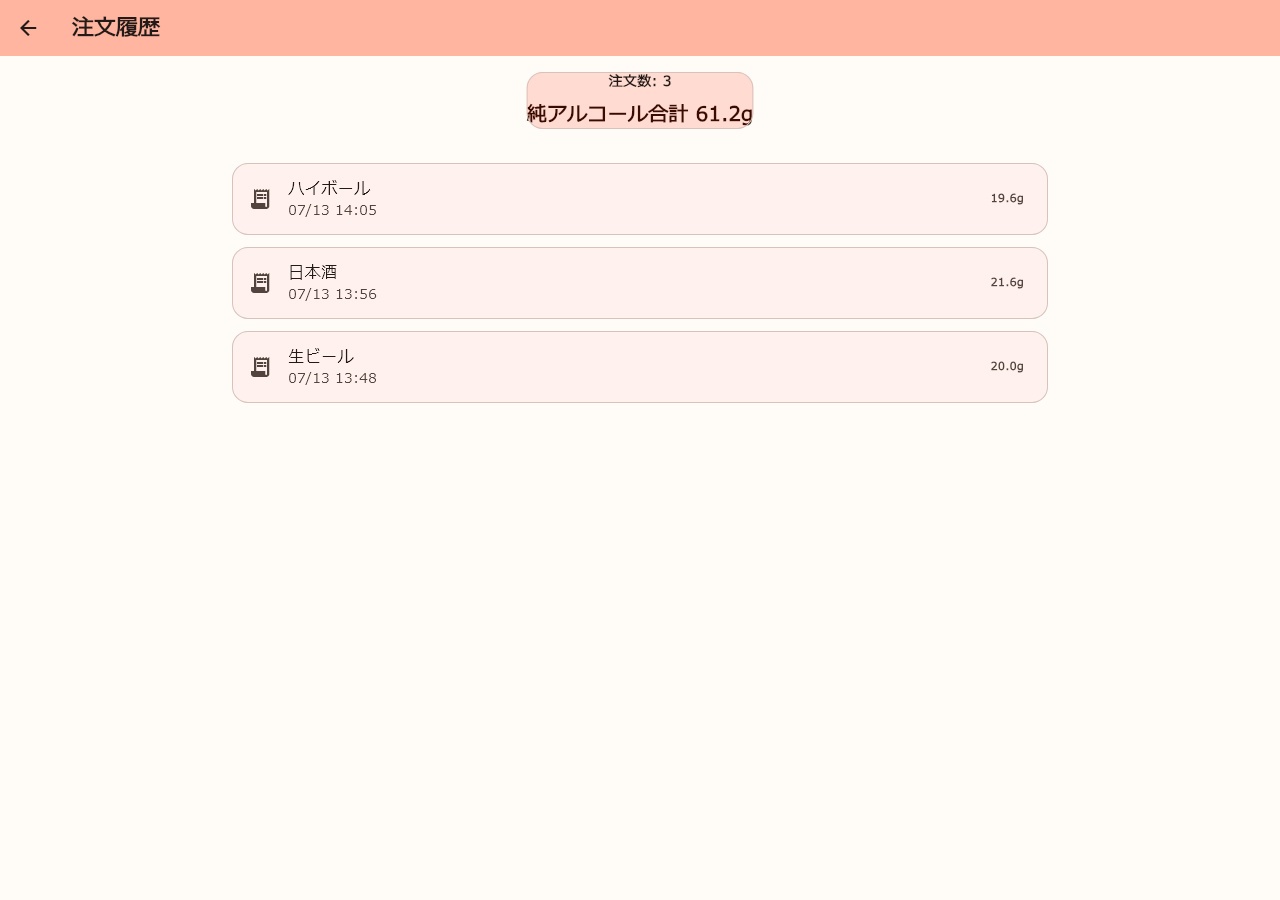 注文履歴
注文数: 3
純アルコール合計 61.2g
ハイボール
07/13 14:05
19.6g
日本酒
07/13 13:56
21.6g
生ビール
07/13 13:48
20.0g